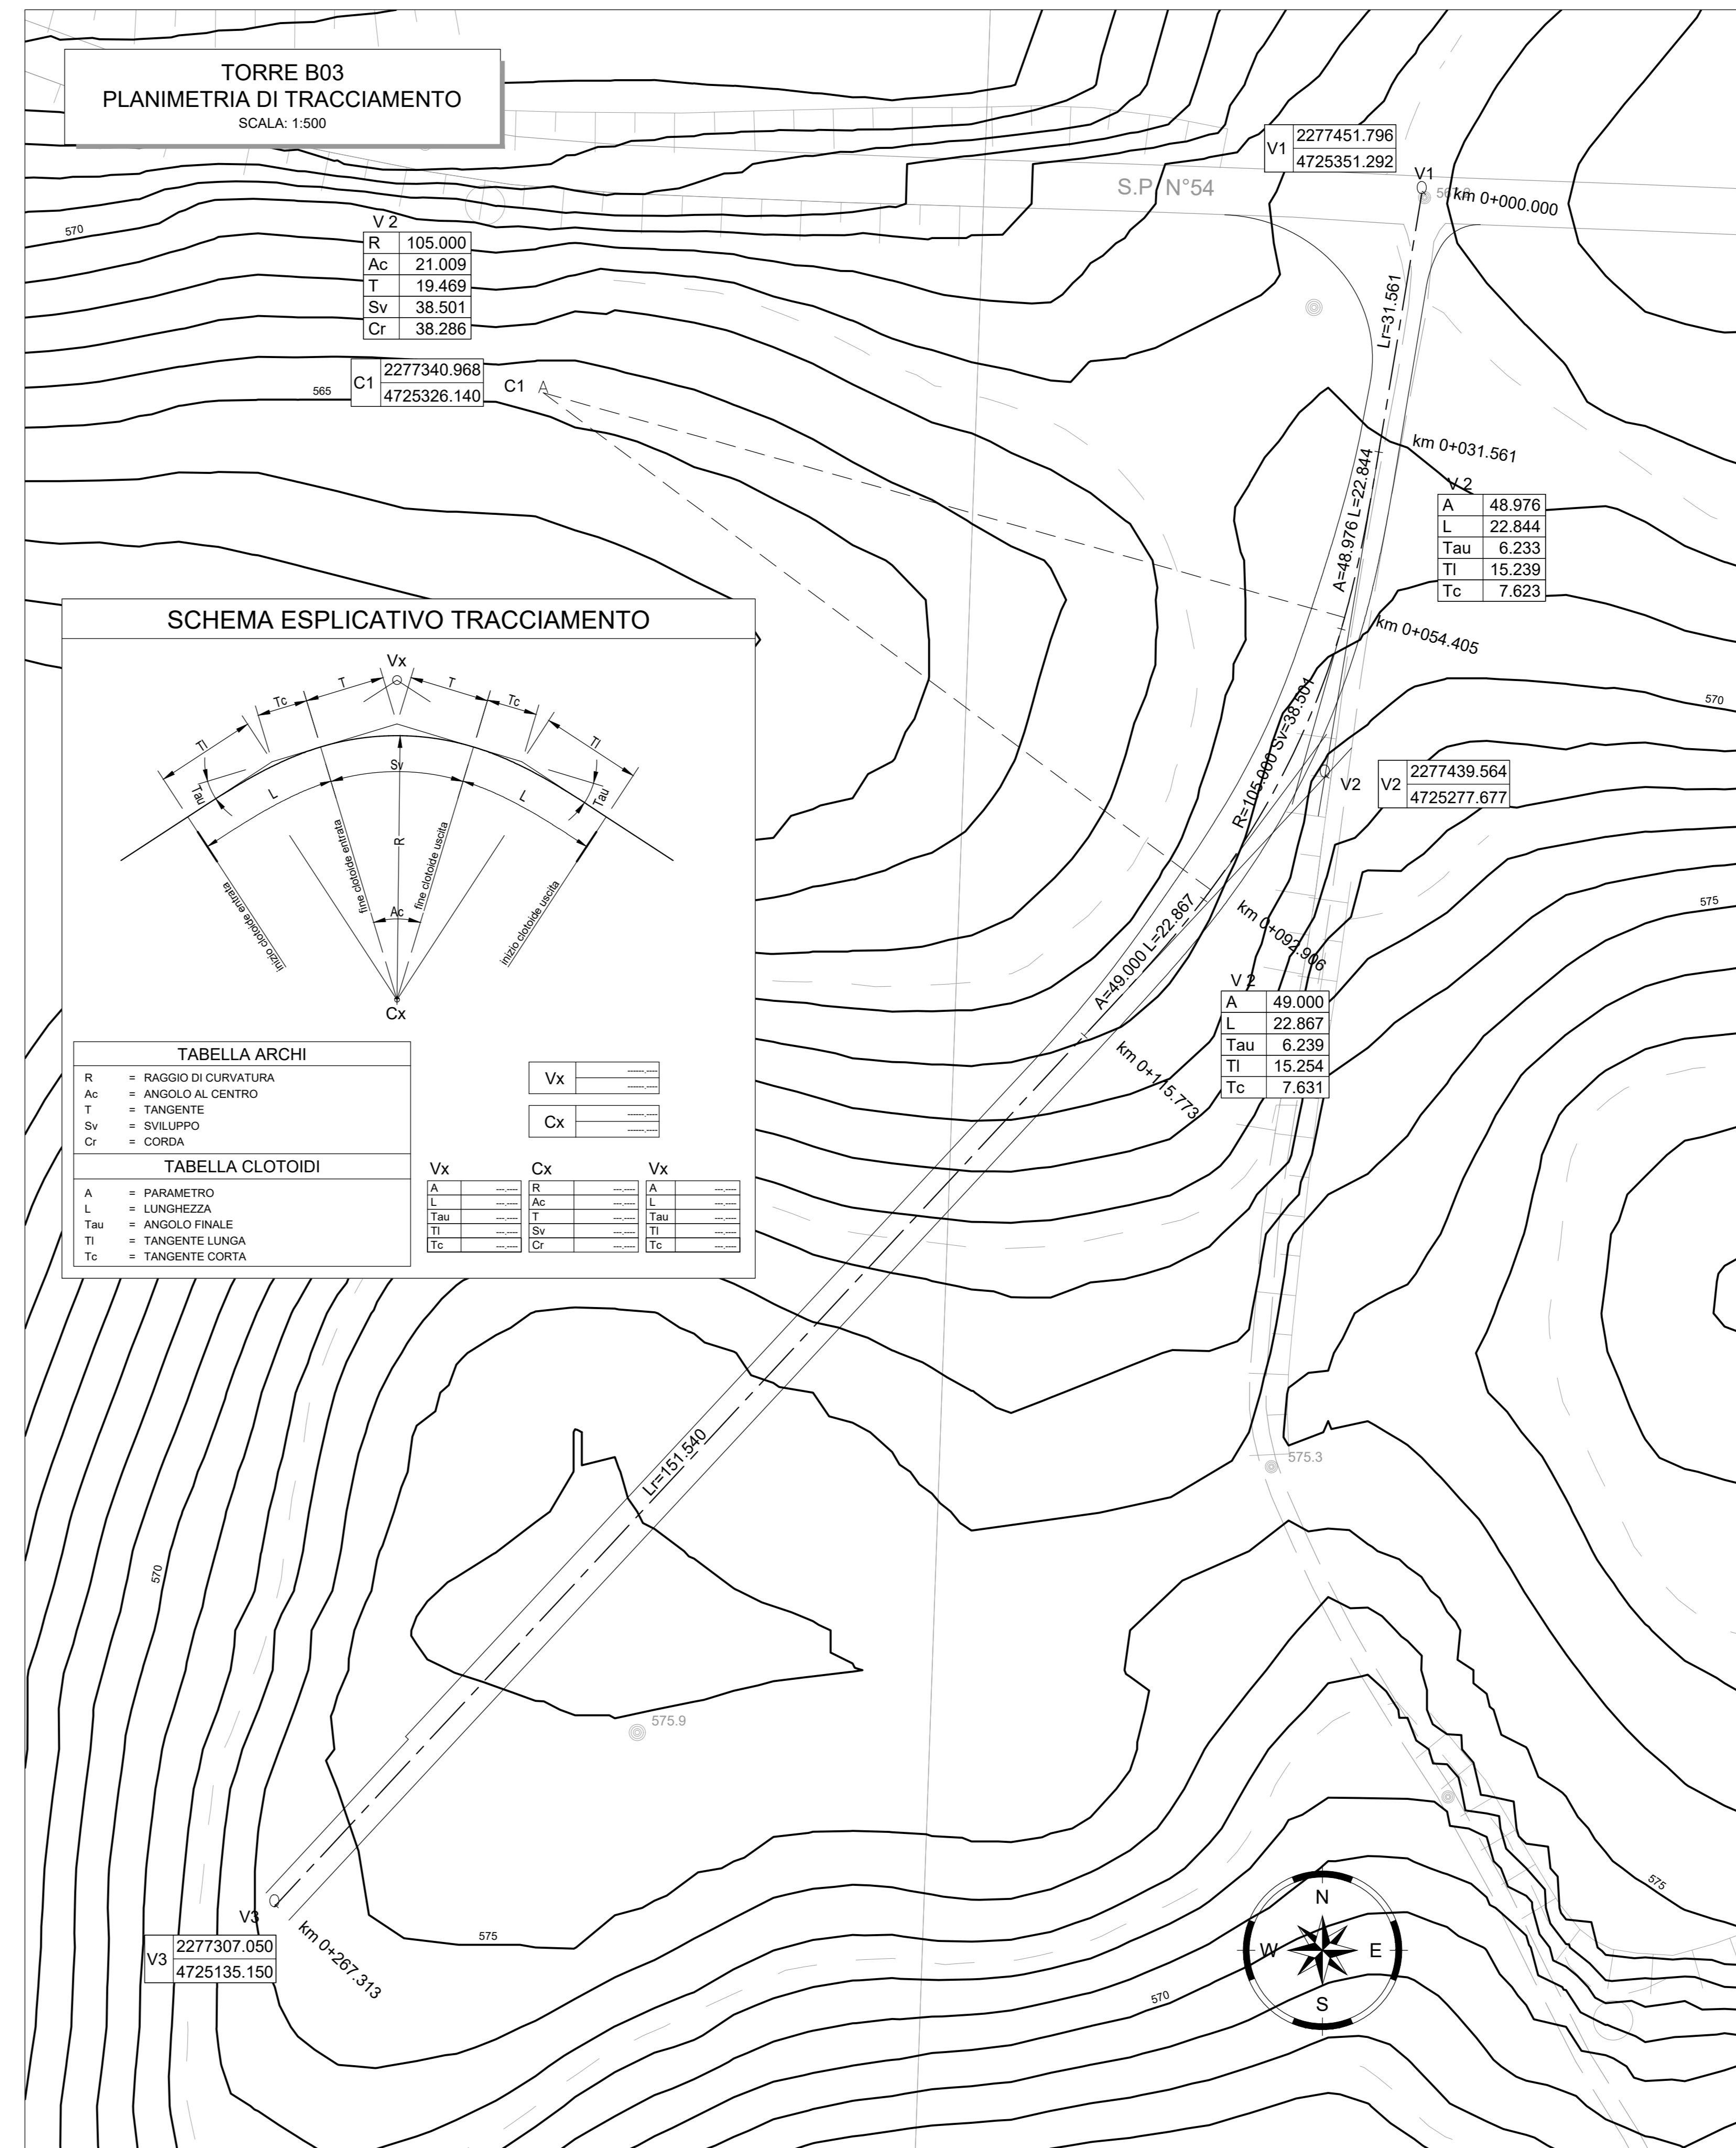 TORRE B03
PLANIMETRIA DI TRACCIAMENTO
SCALA: 1:500
V1 2277451.796
4725351.292
V1
km 0+000.000
S.P. N°54
570
V 2
R 105.000
Ac 21.009
T 19.469
Sv 38.501
Cr 38.286
C1 2277340.968
4725326.140
C1
565
Lr=31.561
km 0+031.561
A=48.976 L=22.844
V 2
A 48.976
L 22.844
Tau 6.233
Tl 15.239
Tc 7.623
km 0+054.405
570
R=105.000 Sv=38.501
V2
V2 2277439.564
4725277.677
575
km 0+092.906
A=49.000 L=22.867
V 2
A 49.000
L 22.867
Tau 6.239
Tl 15.254
Tc 7.631
km 0+115.773
SCHEMA ESPLICATIVO TRACCIAMENTO
Vx
T
T
Tc
Tc
Tl
Tl
Sv
Tau
Tau
L
L
R
fine clotoide entrata
fine clotoide uscita
inizio clotoide entrata
inizio clotoide uscita
Ac
Cx
TABELLA ARCHI
R = RAGGIO DI CURVATURA
Ac = ANGOLO AL CENTRO
T = TANGENTE
Sv = SVILUPPO
Cr = CORDA
TABELLA CLOTOIDI
A = PARAMETRO
L = LUNGHEZZA
Tau = ANGOLO FINALE
Tl = TANGENTE LUNGA
Tc = TANGENTE CORTA
Vx ------.----
------.----
Cx ------.----
------.----
Vx Cx Vx
A ---.---- R ---.---- A ---.----
L ---.---- Ac ---.---- L ---.----
Tau ---.---- T ---.---- Tau ---.----
Tl ---.---- Sv ---.---- Tl ---.----
Tc ---.---- Cr ---.---- Tc ---.----
Lr=151.540
575.3
570
575.9
575
V3
V3 2277307.050
4725135.150
km 0+267.313
575
570
N
W E
S